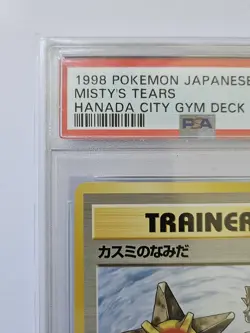 1998 POKEMON JAPANESE
MISTY'S TEARS
HANADA CITY GYM DECK
PSA
TRAINER
カスミのなみだ